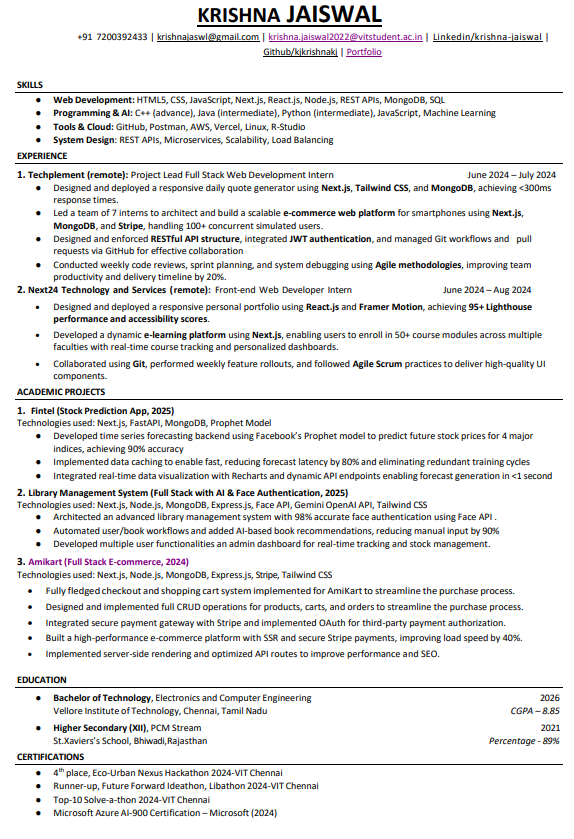 KRISHNA JAISWAL
+91 7200392433 | krishnajaswl@gmail.com | krishna.jaiswal2022@vitstudent.ac.in | Linkedin/krishna-jaiswal |
Github/kjkrishnakj | Portfolio
SKILLS
● Web Development: HTML5, CSS, JavaScript, Next.js, React.js, Node.js, REST APIs, MongoDB, SQL
● Programming & AI: C++ (advance), Java (intermediate), Python (intermediate), JavaScript, Machine Learning
● Tools & Cloud: GitHub, Postman, AWS, Vercel, Linux, R-Studio
● System Design: REST APIs, Microservices, Scalability, Load Balancing
EXPERIENCE
1. Techplement (remote): Project Lead Full Stack Web Development Intern June 2024 – July 2024
● Designed and deployed a responsive daily quote generator using Next.js, Tailwind CSS, and MongoDB, achieving <300ms
response times.
● Led a team of 7 interns to architect and build a scalable e-commerce web platform for smartphones using Next.js,
MongoDB, and Stripe, handling 100+ concurrent simulated users.
● Designed and enforced RESTful API structure, integrated JWT authentication, and managed Git workflows and pull
requests via GitHub for effective collaboration
● Conducted weekly code reviews, sprint planning, and system debugging using Agile methodologies, improving team
productivity and delivery timeline by 20%.
2. Next24 Technology and Services (remote): Front-end Web Developer Intern June 2024 – Aug 2024
• Designed and deployed a responsive personal portfolio using React.js and Framer Motion, achieving 95+ Lighthouse
performance and accessibility scores.
• Developed a dynamic e-learning platform using Next.js, enabling users to enroll in 50+ course modules across multiple
faculties with real-time course tracking and personalized dashboards.
• Collaborated using Git, performed weekly feature rollouts, and followed Agile Scrum practices to deliver high-quality UI
components.
ACADEMIC PROJECTS
1. Fintel (Stock Prediction App, 2025)
Technologies used: Next.js, FastAPI, MongoDB, Prophet Model
● Developed time series forecasting backend using Facebook's Prophet model to predict future stock prices for 4 major
indices, achieving 90% accuracy
● Implemented data caching to enable fast, reducing forecast latency by 80% and eliminating redundant training cycles
● Integrated real-time data visualization with Recharts and dynamic API endpoints enabling forecast generation in <1 second
2. Library Management System (Full Stack with AI & Face Authentication, 2025)
Technologies used: Next.js, Node.js, MongoDB, Express.js, Face API, Gemini OpenAI API, Tailwind CSS
● Architected an advanced library management system with 98% accurate face authentication using Face API .
● Automated user/book workflows and added AI-based book recommendations, reducing manual input by 90%
● Developed multiple user functionalities an admin dashboard for real-time tracking and stock management.
3. Amikart (Full Stack E-commerce, 2024)
Technologies used: Next.js, Node.js, MongoDB, Express.js, Stripe, Tailwind CSS
• Fully fledged checkout and shopping cart system implemented for AmiKart to streamline the purchase process.
• Designed and implemented full CRUD operations for products, carts, and orders to streamline the purchase process.
• Integrated secure payment gateway with Stripe and implemented OAuth for third-party payment authorization.
• Built a high-performance e-commerce platform with SSR and secure Stripe payments, improving load speed by 40%.
• Implemented server-side rendering and optimized API routes to improve performance and SEO.
EDUCATION
● Bachelor of Technology, Electronics and Computer Engineering 2026
Vellore Institute of Technology, Chennai, Tamil Nadu CGPA – 8.85
● Higher Secondary (XII), PCM Stream 2021
St.Xaviers's School, Bhiwadi,Rajasthan Percentage - 89%
CERTIFICATIONS
● 4th place, Eco-Urban Nexus Hackathon 2024-VIT Chennai
● Runner-up, Future Forward Ideathon, Libathon 2024-VIT Chennai
● Top-10 Solve-a-thon 2024-VIT Chennai
● Microsoft Azure AI-900 Certification – Microsoft (2024)